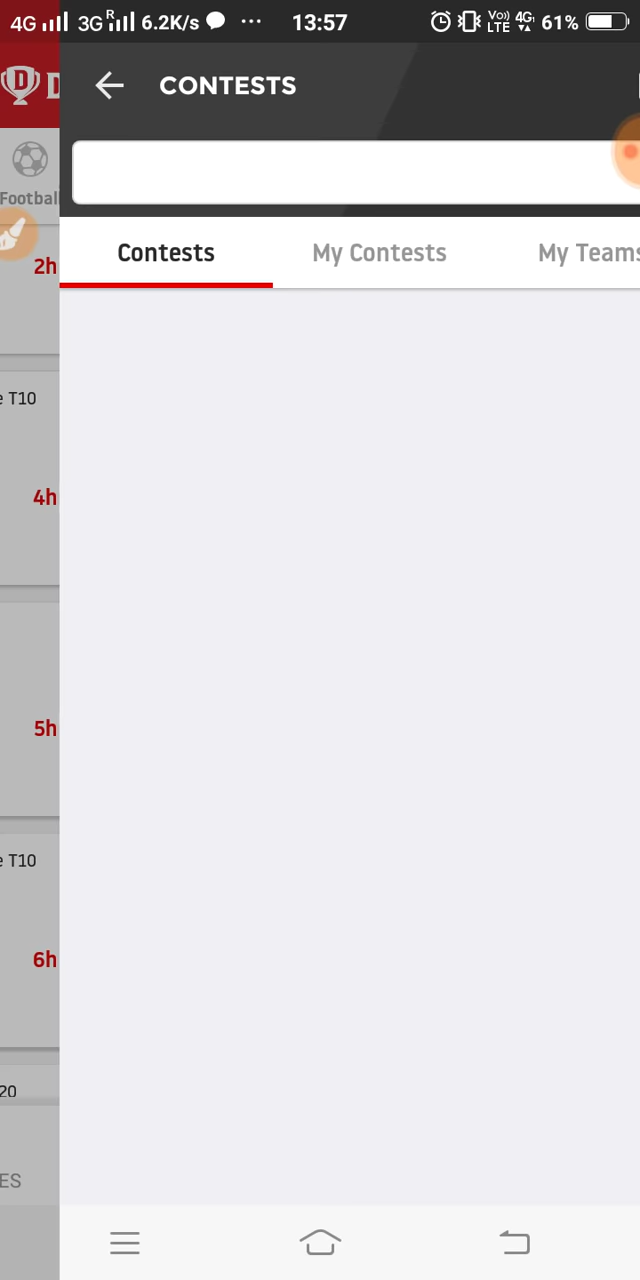 4G 3G R 6.2K/s ... 13:57 Vo) LTE 4G 61%
D D
CONTESTS
Football
Contests My Contests My Teams
2h
e T10
4h
5h
e T10
6h
20
ES